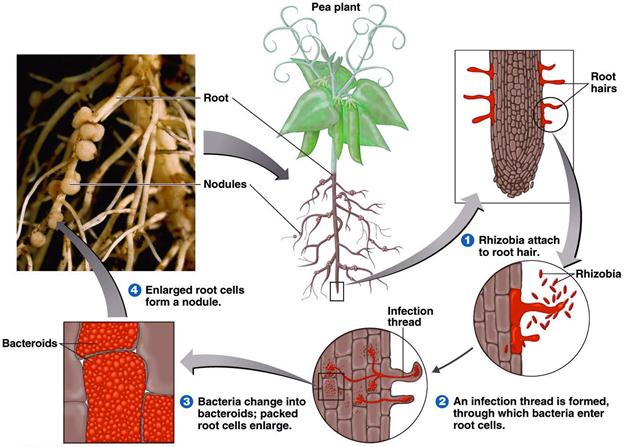 Pea plant
Root
Nodules
Root
hairs
1 Rhizobia attach
to root hair.
Rhizobia
4 Enlarged root cells
form a nodule.
Infection
thread
Bacteroids
3 Bacteria change into
bacteroids; packed
root cells enlarge.
2 An infection thread is formed,
through which bacteria enter
root cells.